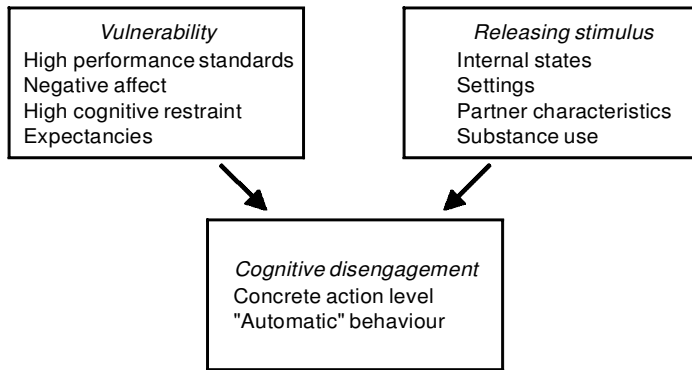 Vulnerability
High performance standards
Negative affect
High cognitive restraint
Expectancies
Releasing stimulus
Internal states
Settings
Partner characteristics
Substance use
Cognitive disengagement
Concrete action level
"Automatic" behaviour